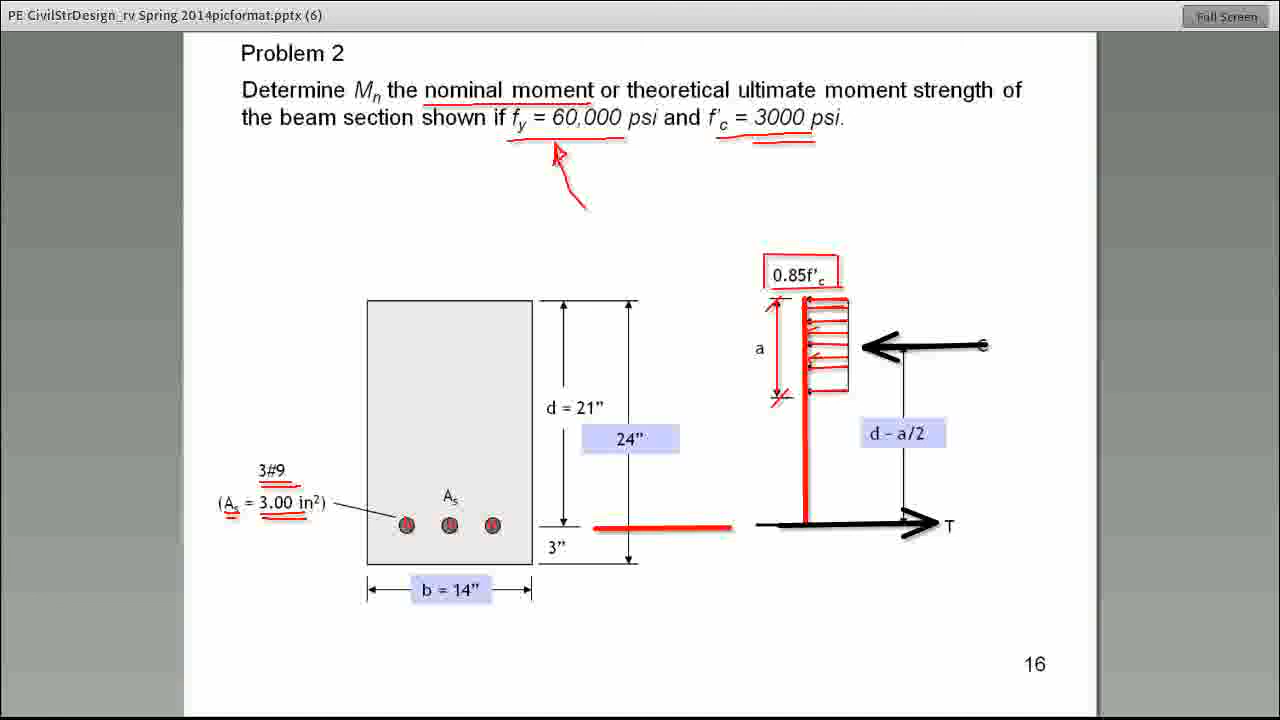 PE CivilStrDesign_rv Spring 2014picformat.pptx (6)
Full Screen
Problem 2
Determine Mn the nominal moment or theoretical ultimate moment strength of
the beam section shown if fy = 60,000 psi and f'c = 3000 psi.
0.85f'c
a
C
d = 21”
24”
d - a/2
3#9
(As = 3.00 in²)
As
T
3”
b = 14”
16